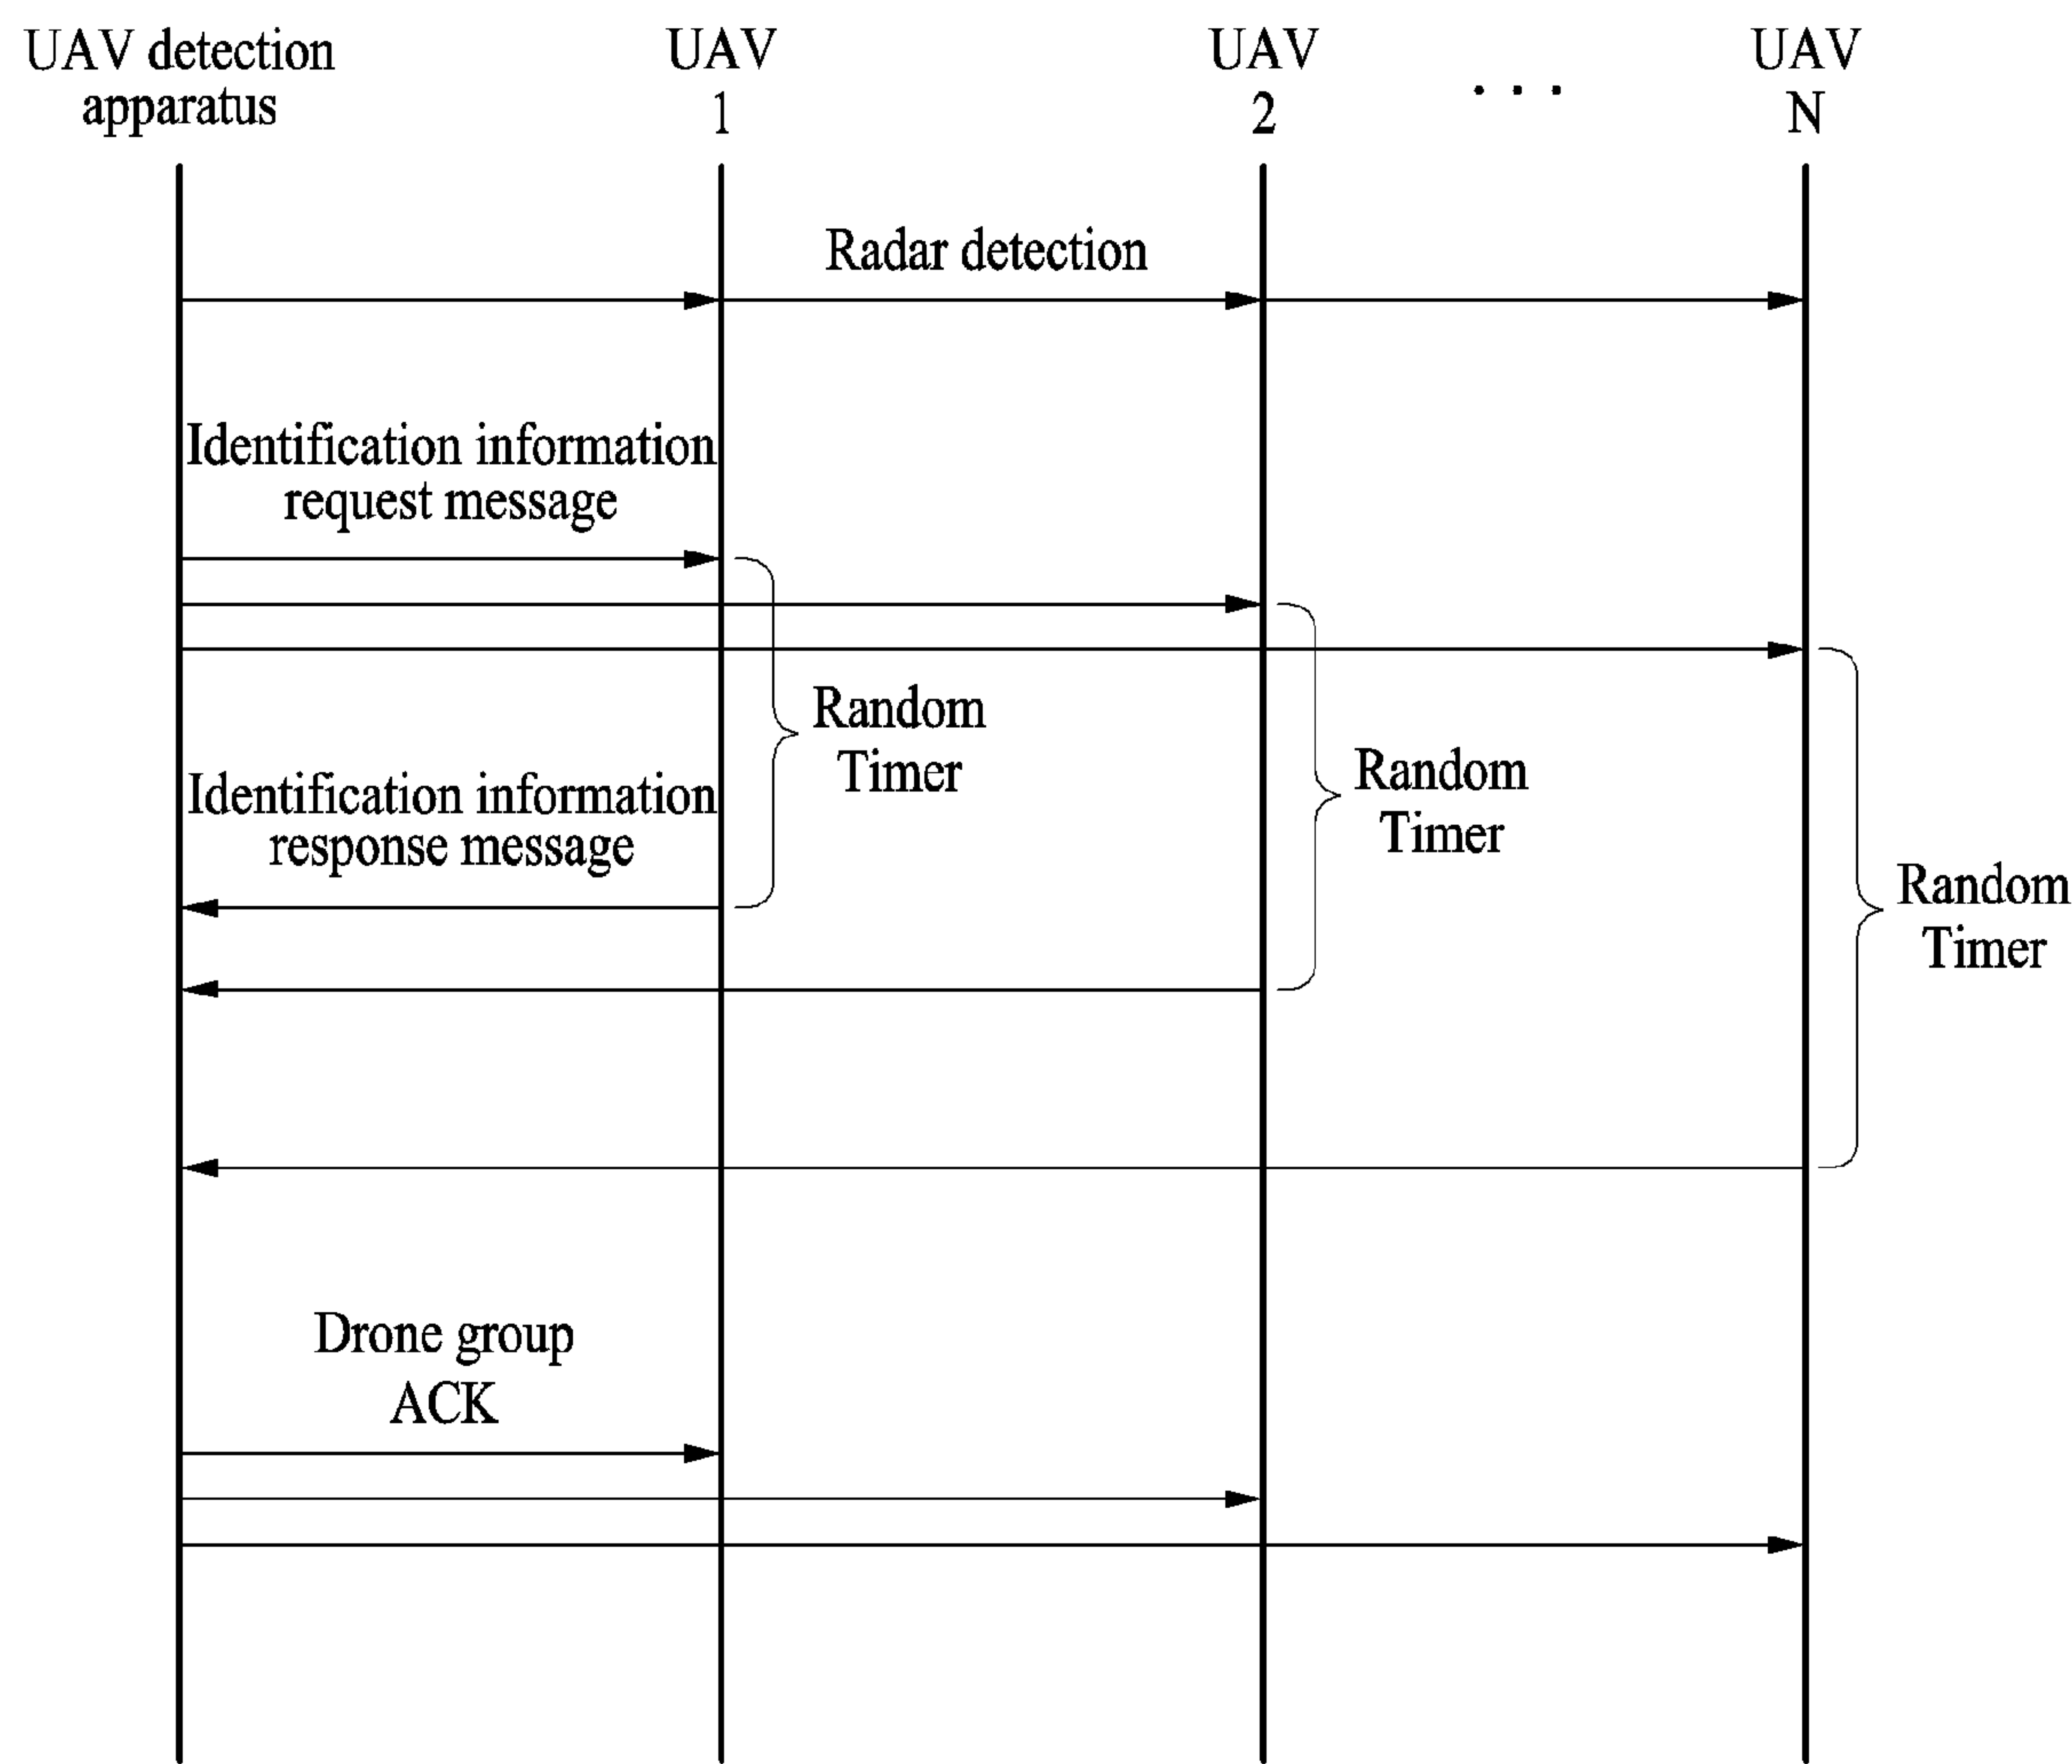 UAV detection
apparatus
UAV
1
UAV
2
. . .
UAV
N
Radar detection
Identification information
request message
Random
Timer
Random
Timer
Identification information
response message
Random
Timer
Drone group
ACK